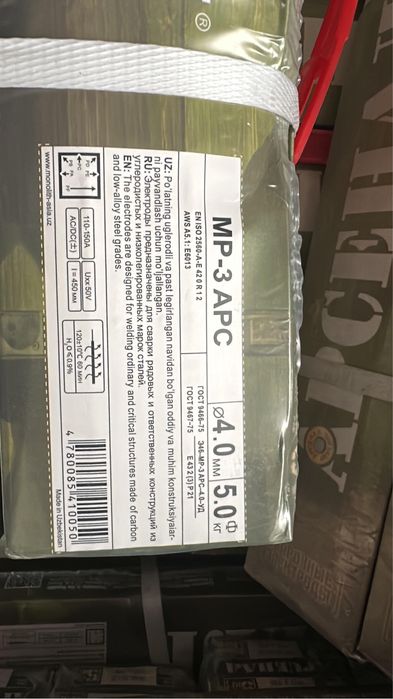 ®
МР-3 АРС ⌀4.0 мм 5.0 кг
Ф
EN ISO 2560-A-E 42 0 R 1 2
AWS A5.1: E6013
ГОСТ 9466-75 Э46-МР-3 АРС-4.0-УД
ГОСТ 9467-75 Е 43 2(3) Р 21
UZ: Po'latning uglerodli va past legirlangan navidan bo'lgan oddiy va muhim konstruksiyalar-
ni payvandlash uchun mo'ljallangan.
RU: Электроды предназначены для сварки рядовых и ответственных конструкций из
углеродистых и низколегированных марок сталей.
EN: The electrodes are designed for welding ordinary and critical structures made of carbon
and low-alloy steel grades.
110-150A
Uxx 50V
AC/DC(±)
l = 450 мм
120±10°C 60 мин
H₂O≤0.9%
4 780085 410050
www.monolith-asia.uz
Made in Uzbekistan